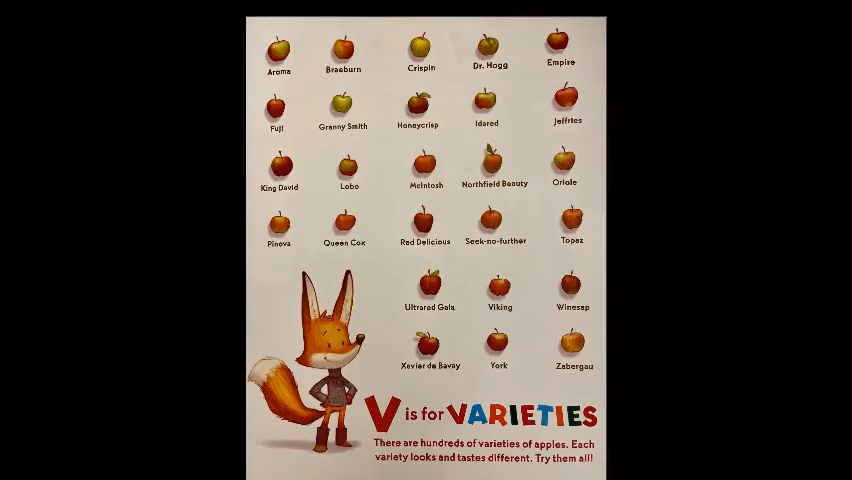 Aroma Braeburn Crispin Dr. Hogg Empire
Fuji Granny Smith Honeycrisp Idared Jeffries
King David Lobo McIntosh Northfield Beauty Oriole
Pinova Queen Cox Red Delicious Seek-no-further Topaz
Ultrared Gala Viking Winesap
Xavier de Bavay York Zabergau
V is for VARIETIES
There are hundreds of varieties of apples. Each
variety looks and tastes different. Try them all!